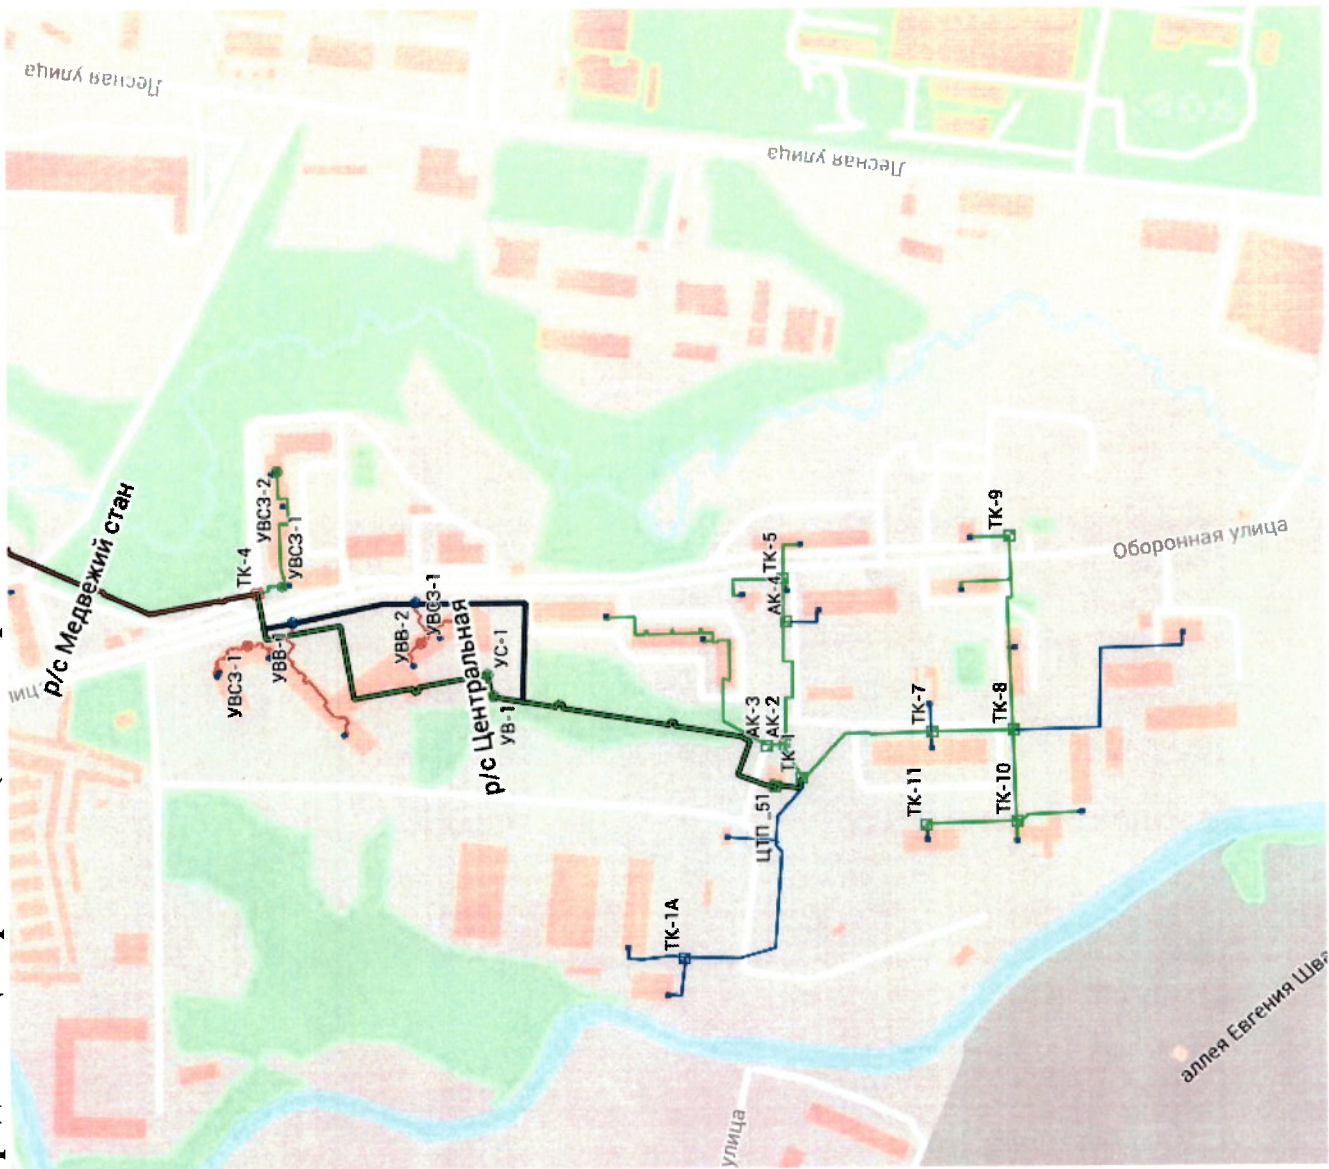 Лесная улица
Лесная улица
р/с Медвежий стан
ТК-4
УВСЗ-2
УВСЗ-1
УВСЗ-1
УВВ-1
УВВ-2
УВСЗ-1
р/с Центральная
УС-1
УВ-1
АК-3
АК-2
ТК-1
ЦТП_51
АК-4
ТК-5
ТК-9
Оборонная улица
ТК-7
ТК-8
ТК-11
ТК-10
ТК-1А
улица
аллея Евгения Шва